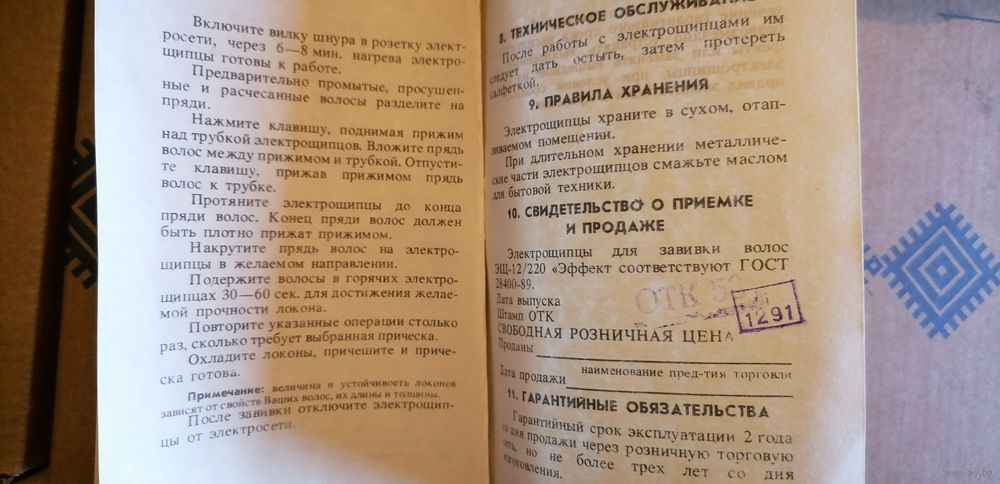 Включите вилку шнура в розетку элект-
росети, через 6—8 мин. нагрева электро-
щипцы готовы к работе.
Предварительно промытые, просушен-
ные и расчесанные волосы разделите на
пряди.
Нажмите клавишу, поднимая прижим
над трубкой электрощипцов. Вложите прядь
волос между прижимом и трубкой. Отпусти-
те клавишу, прижав прижимом прядь
волос к трубке.
Протяните электрощипцы до конца
пряди волос. Конец пряди волос должен
быть плотно прижат прижимом.
Накрутите прядь волос на электро-
щипцы в желаемом направлении.
Подержите волосы в горячих электро-
щипцах 30—60 сек. для достижения желае-
мой прочности локона.
Повторите указанные операции столько
раз, сколько требует выбранная прическа.
Охладите локоны, причешите и приче-
ска готова.
Примечание: величина и устойчивость локонов
зависят от свойств Ваших волос, их длины и толщины.
После завивки отключите электрощип-
цы от электросети.
8. ТЕХНИЧЕСКОЕ ОБСЛУЖИВАНИЕ
После работы с электрощипцами им
следует дать остыть, затем протереть
салфеткой.
9. ПРАВИЛА ХРАНЕНИЯ
Электрощипцы храните в сухом, отап-
ливаемом помещении.
При длительном хранении металличе-
ские части электрощипцов смажьте маслом
для бытовой техники.
10. СВИДЕТЕЛЬСТВО О ПРИЕМКЕ
И ПРОДАЖЕ
Электрощипцы для завивки волос
ЭЩ-12/220 «Эффект соответствуют ГОСТ
28400-89.
Дата выпуска
Штамп ОТК
ОТК
1291
СВОБОДНАЯ РОЗНИЧНАЯ ЦЕНА
Проданы
наименование пред-тия торговли
Дата продажи
11. ГАРАНТИЙНЫЕ ОБЯЗАТЕЛЬСТВА
Гарантийный срок эксплуатации 2 года
со дня продажи через розничную торговую
сеть, но не более трех лет со дня
изготовления.